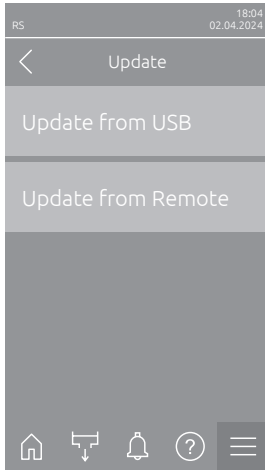 18:04
RS 02.04.2024
Update
Update from USB
Update from Remote
?